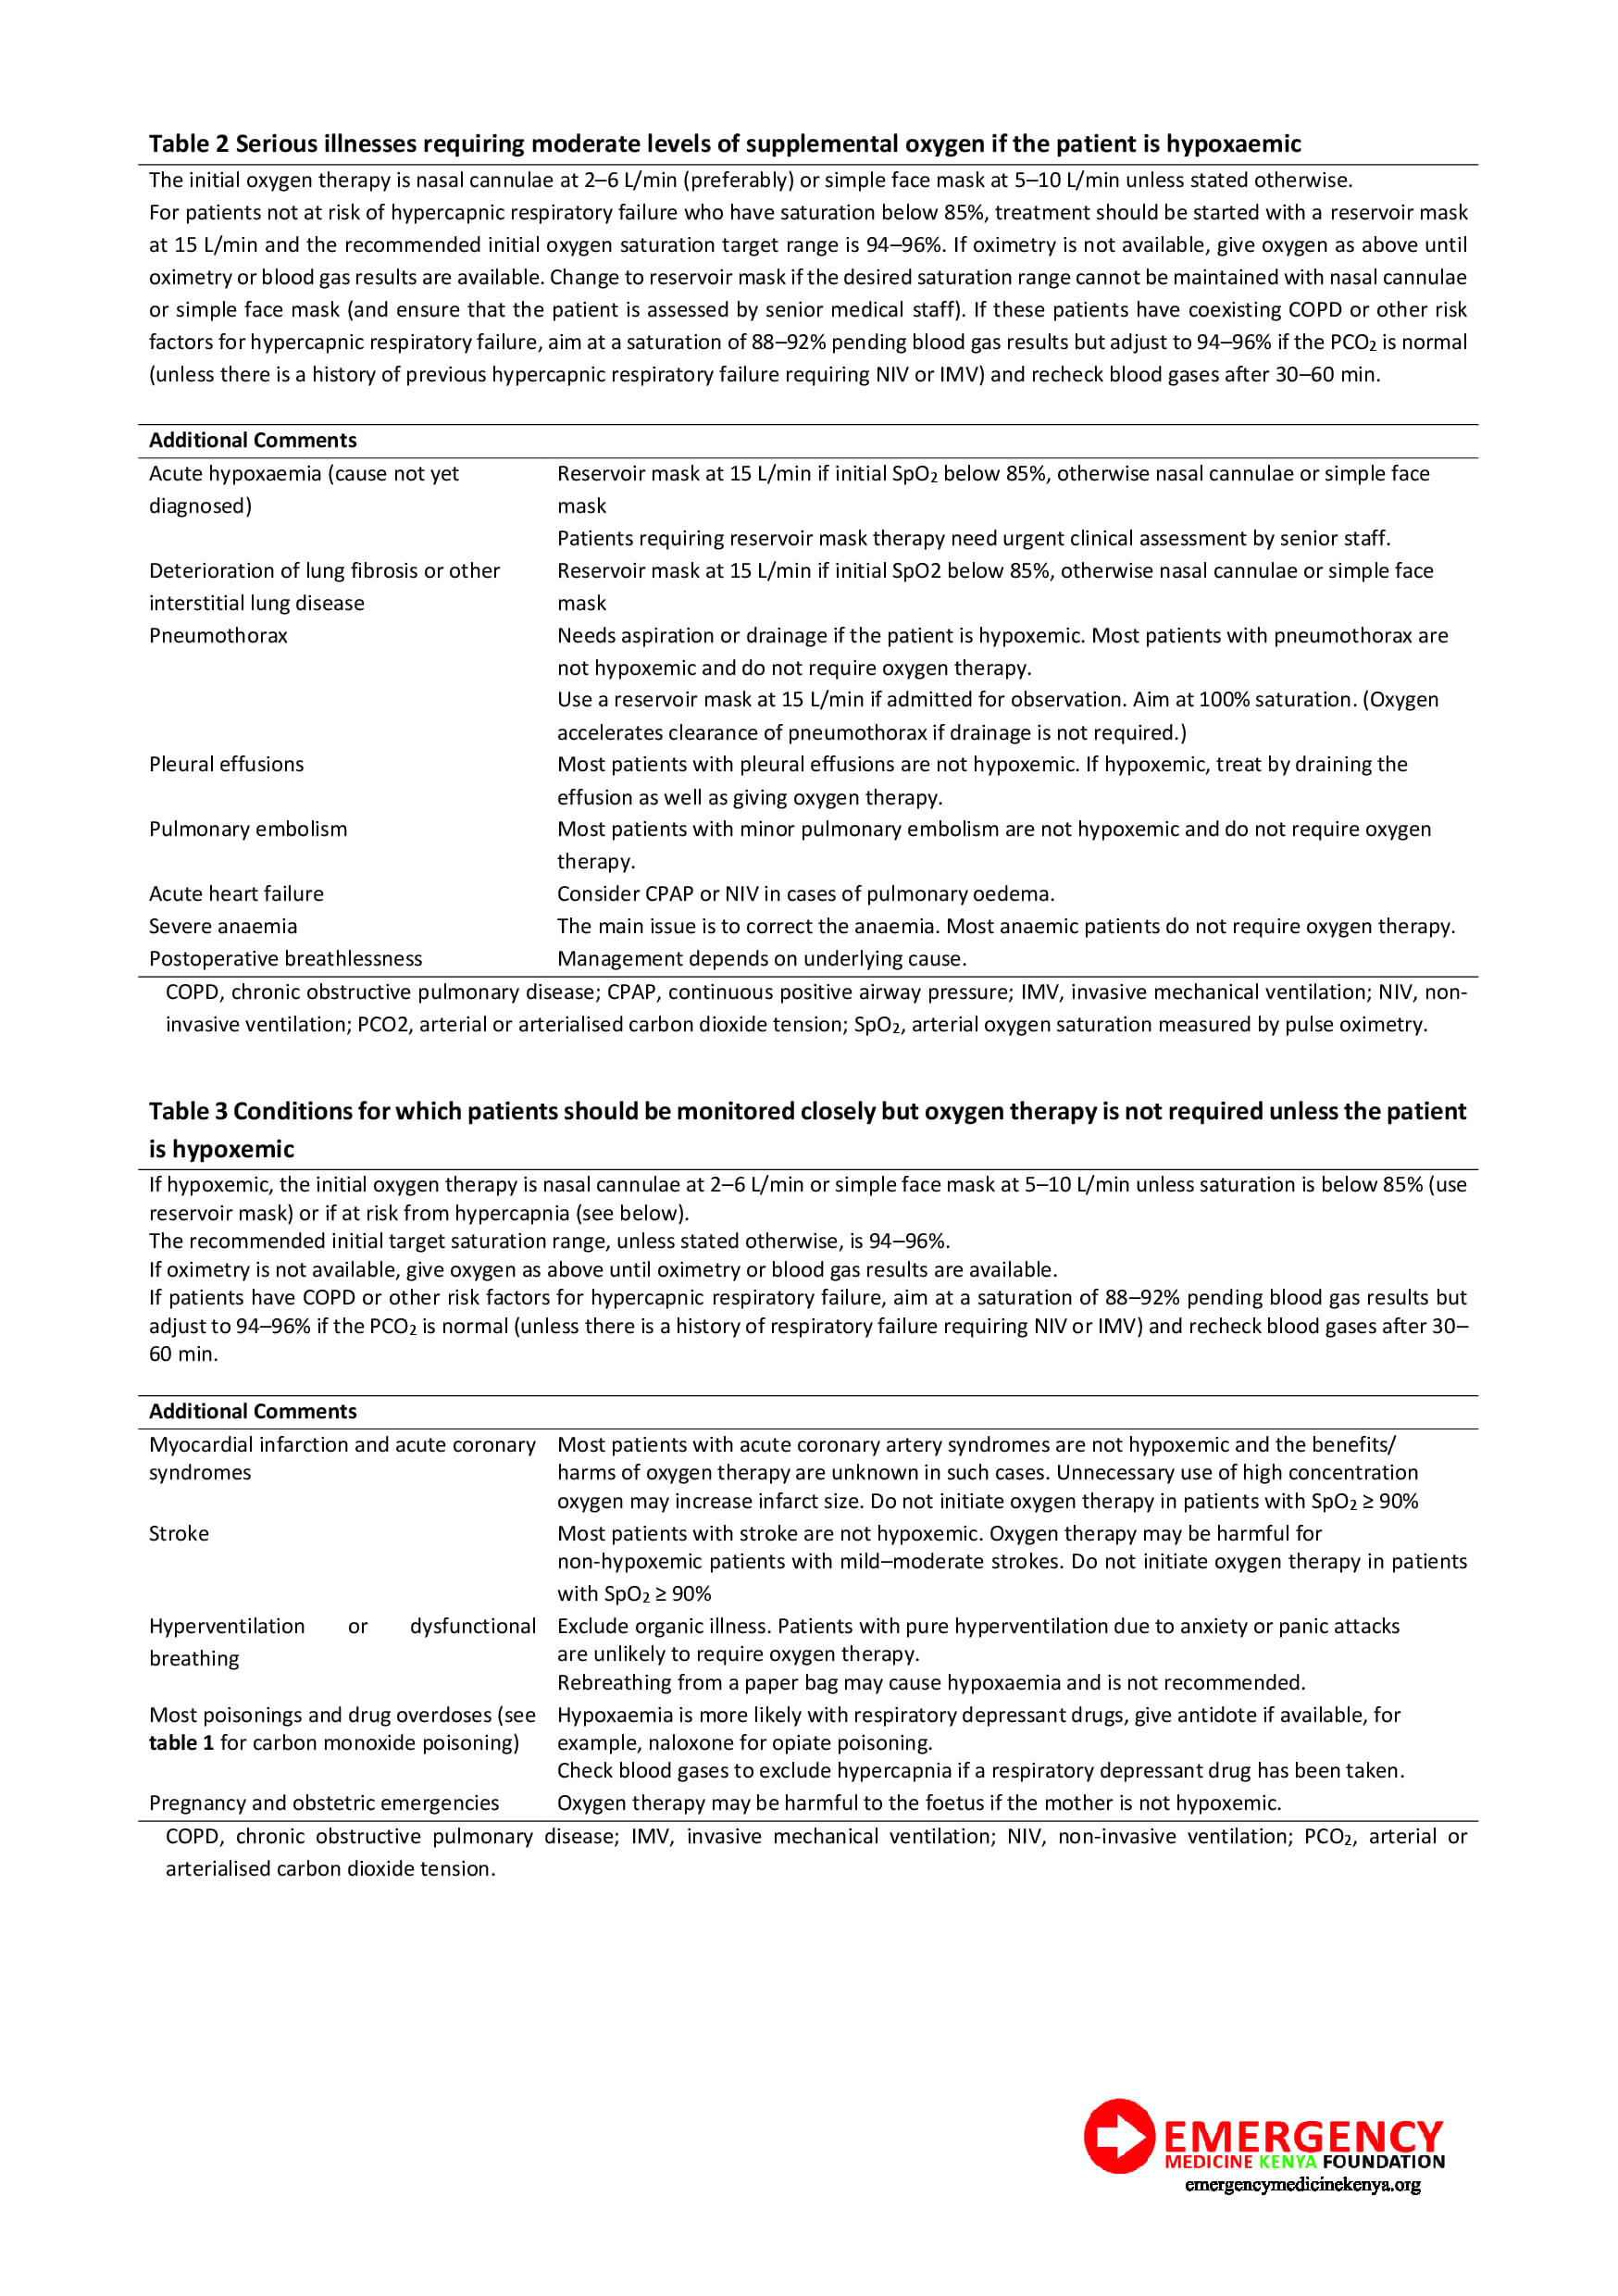 Table 2 Serious illnesses requiring moderate levels of supplemental oxygen if the patient is hypoxaemic
The initial oxygen therapy is nasal cannulae at 2–6 L/min (preferably) or simple face mask at 5–10 L/min unless stated otherwise.
For patients not at risk of hypercapnic respiratory failure who have saturation below 85%, treatment should be started with a reservoir mask
at 15 L/min and the recommended initial oxygen saturation target range is 94–96%. If oximetry is not available, give oxygen as above until
oximetry or blood gas results are available. Change to reservoir mask if the desired saturation range cannot be maintained with nasal cannulae
or simple face mask (and ensure that the patient is assessed by senior medical staff). If these patients have coexisting COPD or other risk
factors for hypercapnic respiratory failure, aim at a saturation of 88–92% pending blood gas results but adjust to 94–96% if the PCO₂ is normal
(unless there is a history of previous hypercapnic respiratory failure requiring NIV or IMV) and recheck blood gases after 30–60 min.
Additional Comments
Acute hypoxaemia (cause not yet
diagnosed)
Reservoir mask at 15 L/min if initial SpO₂ below 85%, otherwise nasal cannulae or simple face
mask
Patients requiring reservoir mask therapy need urgent clinical assessment by senior staff.
Deterioration of lung fibrosis or other
interstitial lung disease
Reservoir mask at 15 L/min if initial SpO2 below 85%, otherwise nasal cannulae or simple face
mask
Pneumothorax
Needs aspiration or drainage if the patient is hypoxemic. Most patients with pneumothorax are
not hypoxemic and do not require oxygen therapy.
Use a reservoir mask at 15 L/min if admitted for observation. Aim at 100% saturation. (Oxygen
accelerates clearance of pneumothorax if drainage is not required.)
Pleural effusions
Most patients with pleural effusions are not hypoxemic. If hypoxemic, treat by draining the
effusion as well as giving oxygen therapy.
Pulmonary embolism
Most patients with minor pulmonary embolism are not hypoxemic and do not require oxygen
therapy.
Acute heart failure
Consider CPAP or NIV in cases of pulmonary oedema.
Severe anaemia
The main issue is to correct the anaemia. Most anaemic patients do not require oxygen therapy.
Postoperative breathlessness
Management depends on underlying cause.
COPD, chronic obstructive pulmonary disease; CPAP, continuous positive airway pressure; IMV, invasive mechanical ventilation; NIV, non-
invasive ventilation; PCO2, arterial or arterialised carbon dioxide tension; SpO₂, arterial oxygen saturation measured by pulse oximetry.
Table 3 Conditions for which patients should be monitored closely but oxygen therapy is not required unless the patient
is hypoxemic
If hypoxemic, the initial oxygen therapy is nasal cannulae at 2–6 L/min or simple face mask at 5–10 L/min unless saturation is below 85% (use
reservoir mask) or if at risk from hypercapnia (see below).
The recommended initial target saturation range, unless stated otherwise, is 94–96%.
If oximetry is not available, give oxygen as above until oximetry or blood gas results are available.
If patients have COPD or other risk factors for hypercapnic respiratory failure, aim at a saturation of 88–92% pending blood gas results but
adjust to 94–96% if the PCO₂ is normal (unless there is a history of respiratory failure requiring NIV or IMV) and recheck blood gases after 30–
60 min.
Additional Comments
Myocardial infarction and acute coronary
syndromes
Most patients with acute coronary artery syndromes are not hypoxemic and the benefits/
harms of oxygen therapy are unknown in such cases. Unnecessary use of high concentration
oxygen may increase infarct size. Do not initiate oxygen therapy in patients with SpO₂ ≥ 90%
Stroke
Most patients with stroke are not hypoxemic. Oxygen therapy may be harmful for
non-hypoxemic patients with mild–moderate strokes. Do not initiate oxygen therapy in patients
with SpO₂ ≥ 90%
Hyperventilation or dysfunctional
breathing
Exclude organic illness. Patients with pure hyperventilation due to anxiety or panic attacks
are unlikely to require oxygen therapy.
Rebreathing from a paper bag may cause hypoxaemia and is not recommended.
Most poisonings and drug overdoses (see
table 1 for carbon monoxide poisoning)
Hypoxaemia is more likely with respiratory depressant drugs, give antidote if available, for
example, naloxone for opiate poisoning.
Check blood gases to exclude hypercapnia if a respiratory depressant drug has been taken.
Pregnancy and obstetric emergencies
Oxygen therapy may be harmful to the foetus if the mother is not hypoxemic.
COPD, chronic obstructive pulmonary disease; IMV, invasive mechanical ventilation; NIV, non-invasive ventilation; PCO₂, arterial or
arterialised carbon dioxide tension.
EMERGENCY
MEDICINE KENYA FOUNDATION
emergencymedicinekenya.org